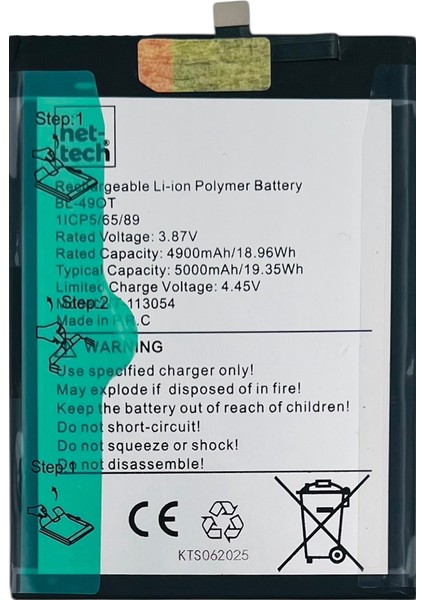 Step:1
net-
tech
Rechargeable Li-ion Polymer Battery
BL-49OT
1ICP5/65/89
Rated Voltage: 3.87V
Rated Capacity: 4900mAh/18.96Wh
Typical Capacity: 5000mAh/19.35Wh
Limited Charge Voltage: 4.45V
Step:2
113054
Made in P.R.C
WARNING
Use specified charger only!
May explode if disposed of in fire!
Keep the battery out of reach of children!
Do not short-circuit!
Do not squeeze or shock!
Step:1
Do not disassemble!
CE
KTS062025